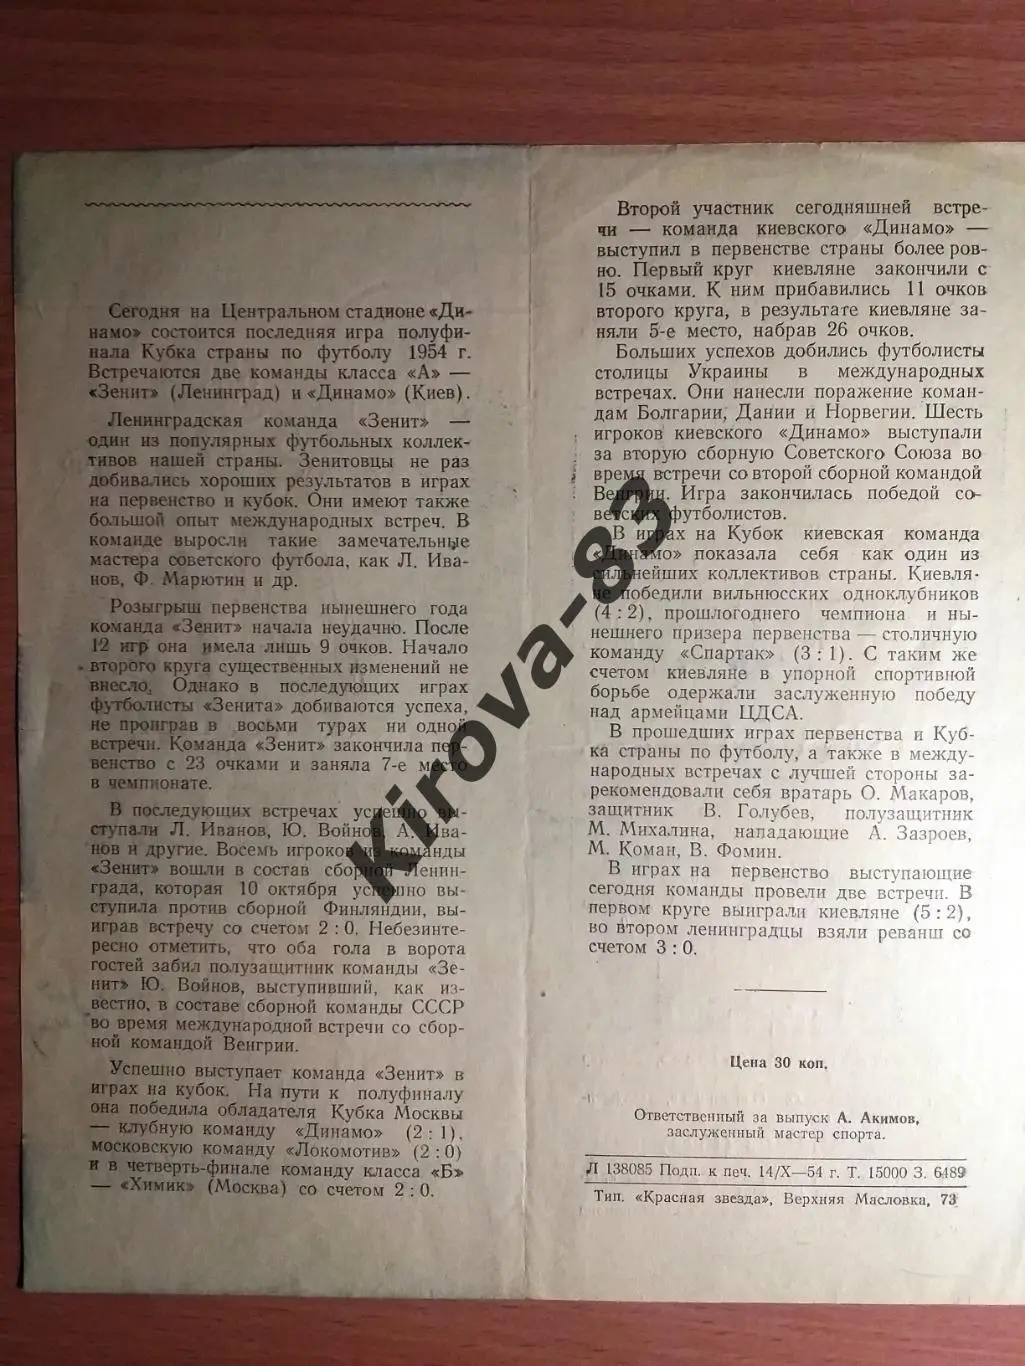 Сегодня на Центральном стадионе «Ди-
намо» состоится последняя игра полуфи-
нала Кубка страны по футболу 1954 г.
Встречаются две команды класса «А» —
«Зенит» (Ленинград) и «Динамо» (Киев).
Ленинградская команда «Зенит» —
один из популярных футбольных коллек-
тивов нашей страны. Зенитовцы не раз
добивались хороших результатов в играх
на первенство и кубок. Они имеют также
большой опыт международных встреч. В
команде выросли такие замечательные
мастера советского футбола, как Л. Ива-
нов, Ф. Марютин и др.
Розыгрыш первенства нынешнего года
команда «Зенит» начала неудачно. После
12 игр она имела лишь 9 очков. Начало
второго круга существенных изменений не
внесло. Однако в последующих играх
футболисты «Зенита» добиваются успеха,
не проиграв в восьми турах ни одной
встречи. Команда «Зенит» закончила пер-
венство с 23 очками и заняла 7-е место
в чемпионате.
В последующих встречах успешно вы-
ступали Л. Иванов, Ю. Войнов, А. Ива-
нов и другие. Восемь игроков из команды
«Зенит» вошли в состав сборной Ленин-
града, которая 10 октября успешно вы-
ступила против сборной Финляндии, вы-
играв встречу со счетом 2 : 0. Небезинте-
ресно отметить, что оба гола в ворота
гостей забил полузащитник команды «Зе-
нит» Ю. Войнов, выступивший, как из-
вестно, в составе сборной команды СССР
во время международной встречи со сбор-
ной командой Венгрии.
Успешно выступает команда «Зенит» в
играх на кубок. На пути к полуфиналу
она победила обладателя Кубка Москвы
— клубную команду «Динамо» (2 : 1),
московскую команду «Локомотив» (2 : 0)
и в четверть-финале команду класса «Б»
— «Химик» (Москва) со счетом 2 : 0.
Второй участник сегодняшней встре-
чи — команда киевского «Динамо» —
выступил в первенстве страны более ров-
но. Первый круг киевляне закончили с
15 очками. К ним прибавились 11 очков
второго круга, в результате киевляне за-
няли 5-е место, набрав 26 очков.
Больших успехов добились футболисты
столицы Украины в международных
встречах. Они нанесли поражение коман-
дам Болгарии, Дании и Норвегии. Шесть
игроков киевского «Динамо» выступали
за вторую сборную Советского Союза во
время встречи со второй сборной командой
Венгрии. Игра закончилась победой со-
ветских футболистов.
В играх на Кубок киевская команда
«Динамо» показала себя как один из
сильнейших коллективов страны. Киевля-
не победили вильнюсских одноклубников
(4 : 2), прошлогоднего чемпиона и ны-
нешнего призера первенства — столичную
команду «Спартак» (3 : 1). С таким же
счетом киевляне в упорной спортивной
борьбе одержали заслуженную победу
над армейцами ЦДСА.
В прошедших играх первенства и Куб-
ка страны по футболу, а также в между-
народных встречах с лучшей стороны за-
рекомендовали себя вратарь О. Макаров,
защитник В. Голубев, полузащитник
М. Михалина, нападающие А. Зазроев,
М. Коман, В. Фомин.
В играх на первенство выступающие
сегодня команды провели две встречи. В
первом круге выиграли киевляне (5 : 2),
во втором ленинградцы взяли реванш со
счетом 3 : 0.
Цена 30 коп.
Ответственный за выпуск А. Акимов,
заслуженный мастер спорта.
Л 138085 Подп. к печ. 14/X—54 г. Т. 15000 З. 6489
Тип. «Красная звезда», Верхняя Масловка, 73
kirova-83